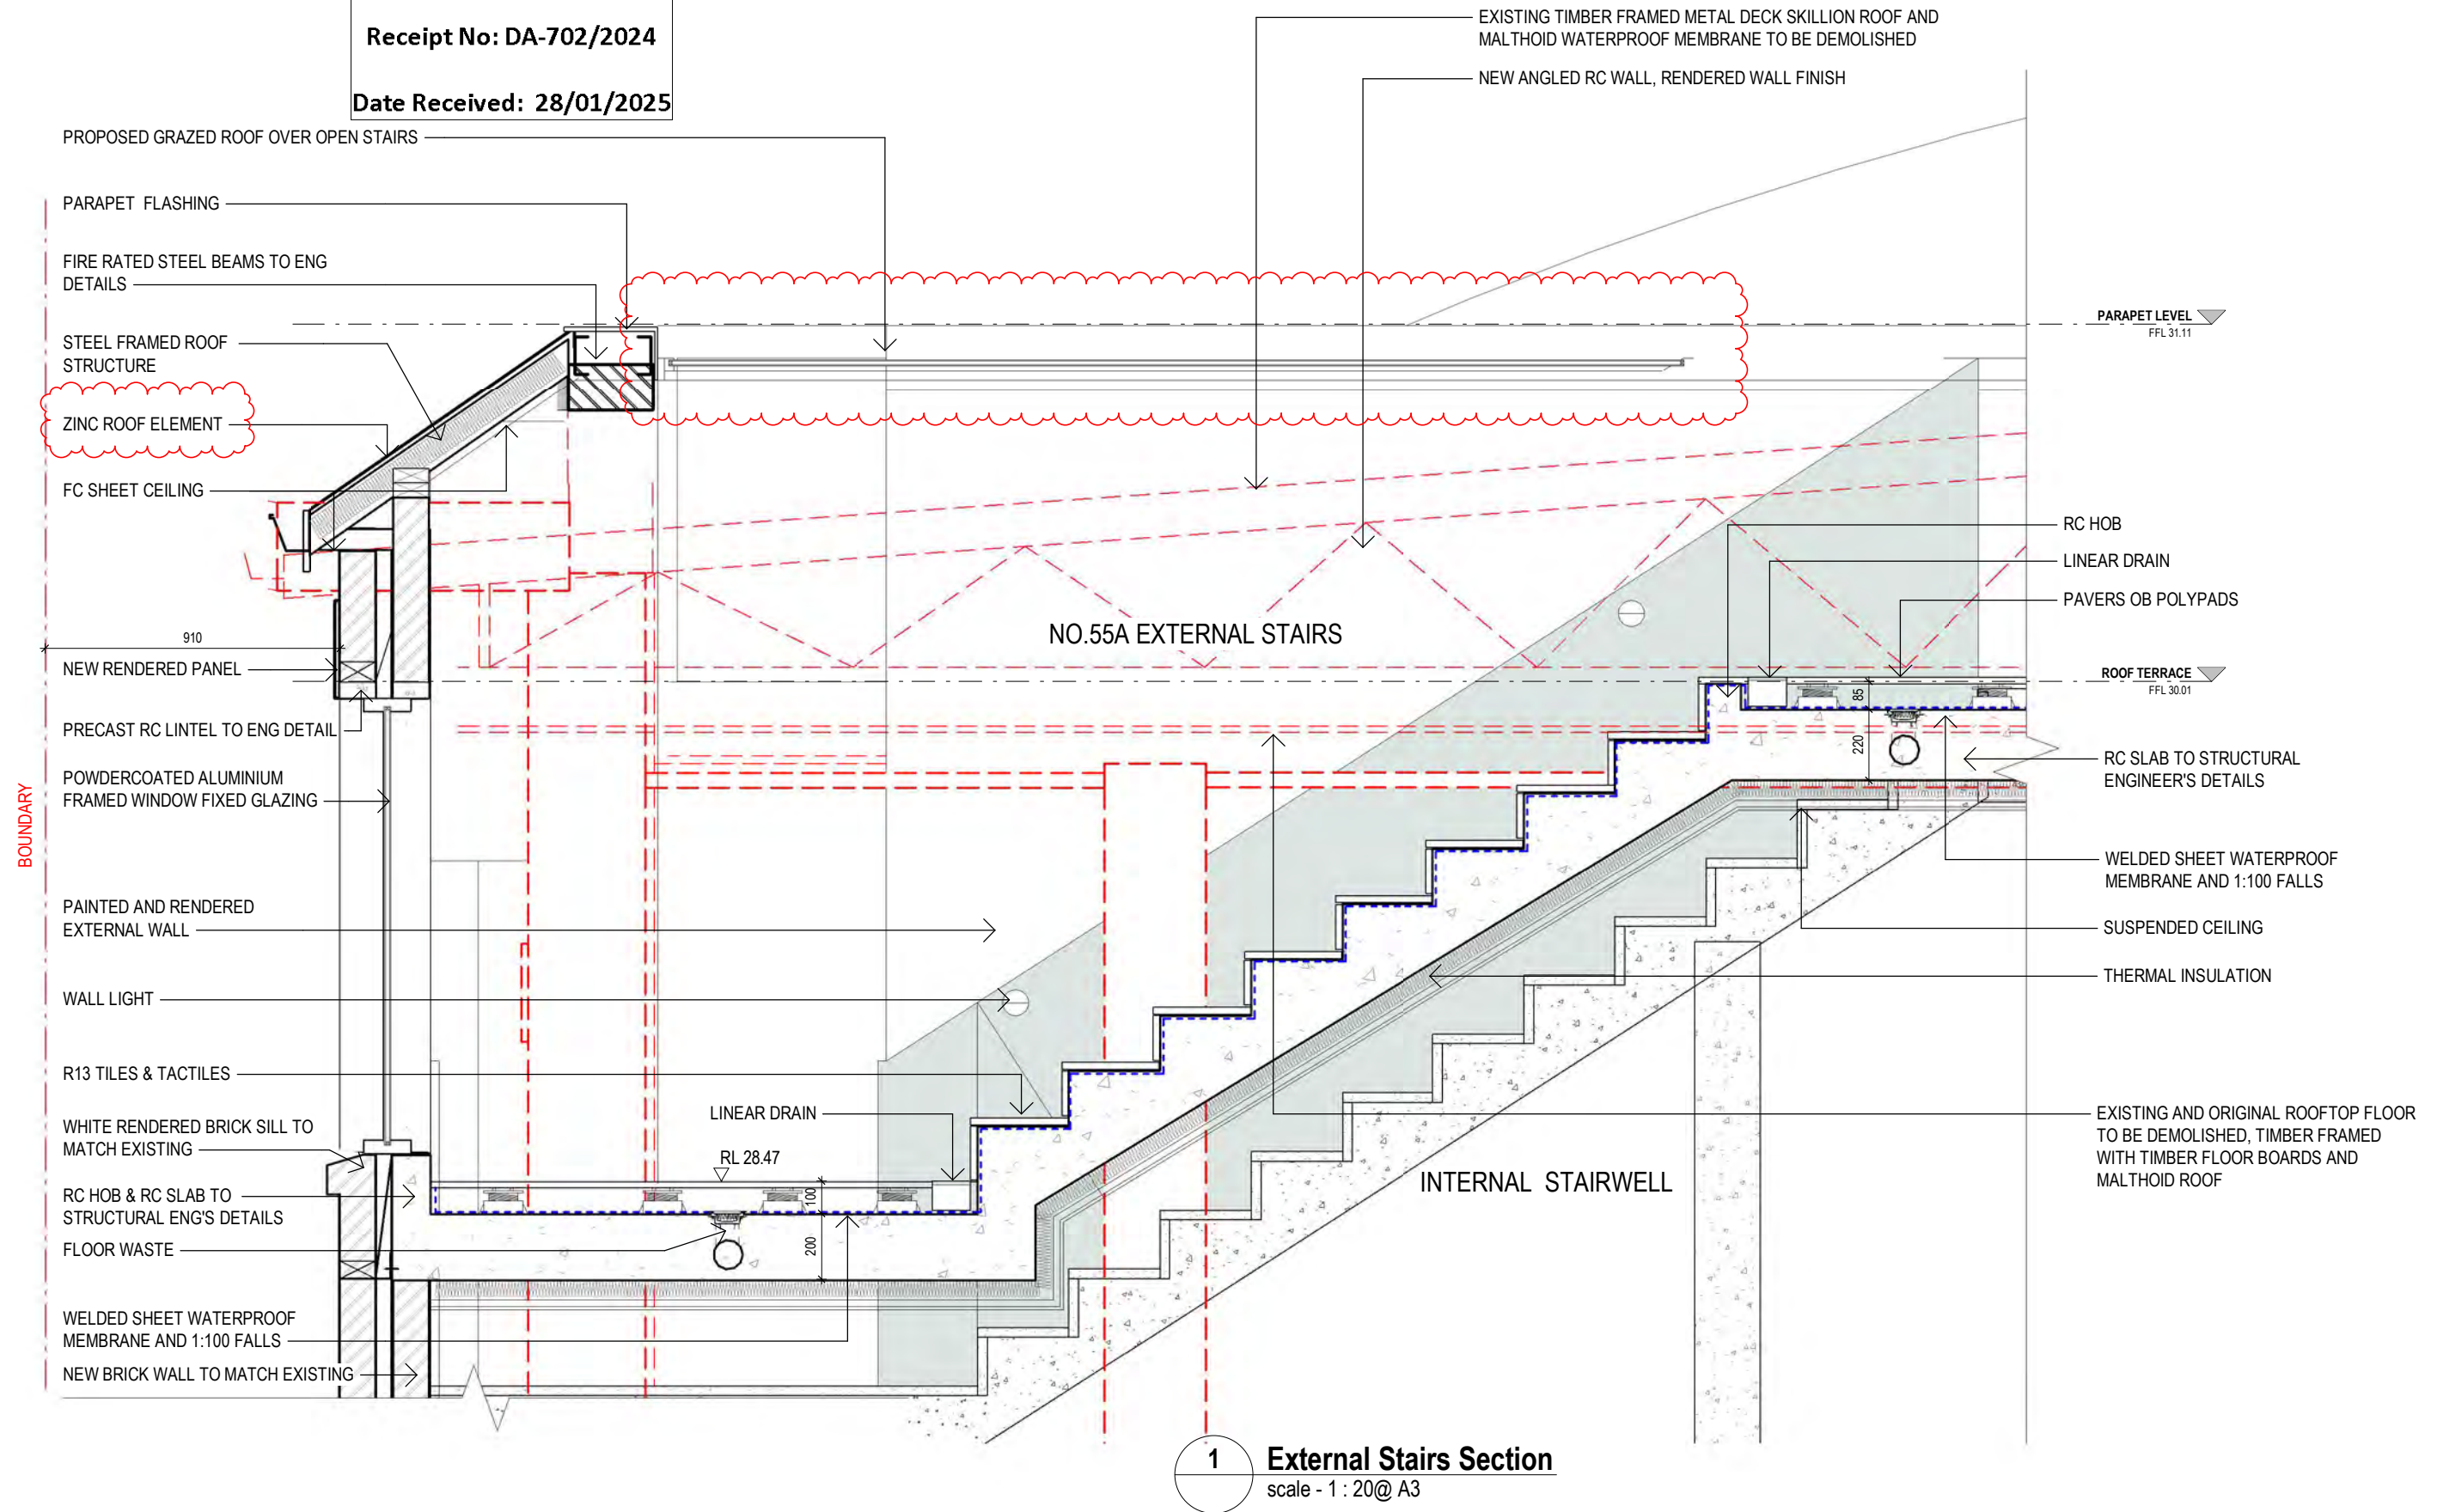 Receipt No: DA-702/2024
Date Received: 28/01/2025
EXISTING TIMBER FRAMED METAL DECK SKILLION ROOF AND
MALTHOID WATERPROOF MEMBRANE TO BE DEMOLISHED
NEW ANGLED RC WALL, RENDERED WALL FINISH
PROPOSED GRAZED ROOF OVER OPEN STAIRS
PARAPET FLASHING
FIRE RATED STEEL BEAMS TO ENG
DETAILS
STEEL FRAMED ROOF
STRUCTURE
ZINC ROOF ELEMENT
FC SHEET CEILING
910
NEW RENDERED PANEL
PRECAST RC LINTEL TO ENG DETAIL
POWDERCOATED ALUMINIUM
FRAMED WINDOW FIXED GLAZING
BOUNDARY
PAINTED AND RENDERED
EXTERNAL WALL
WALL LIGHT
R13 TILES & TACTILES
WHITE RENDERED BRICK SILL TO
MATCH EXISTING
RC HOB & RC SLAB TO
STRUCTURAL ENG'S DETAILS
FLOOR WASTE
WELDED SHEET WATERPROOF
MEMBRANE AND 1:100 FALLS
NEW BRICK WALL TO MATCH EXISTING
NO.55A EXTERNAL STAIRS
LINEAR DRAIN
RL 28.47
100
200
INTERNAL STAIRWELL
85
220
PARAPET LEVEL
FFL 31.11
RC HOB
LINEAR DRAIN
PAVERS OB POLYPADS
ROOF TERRACE
FFL 30.01
RC SLAB TO STRUCTURAL
ENGINEER'S DETAILS
WELDED SHEET WATERPROOF
MEMBRANE AND 1:100 FALLS
SUSPENDED CEILING
THERMAL INSULATION
EXISTING AND ORIGINAL ROOFTOP FLOOR
TO BE DEMOLISHED, TIMBER FRAMED
WITH TIMBER FLOOR BOARDS AND
MALTHOID ROOF
1
External Stairs Section
scale - 1 : 20@ A3